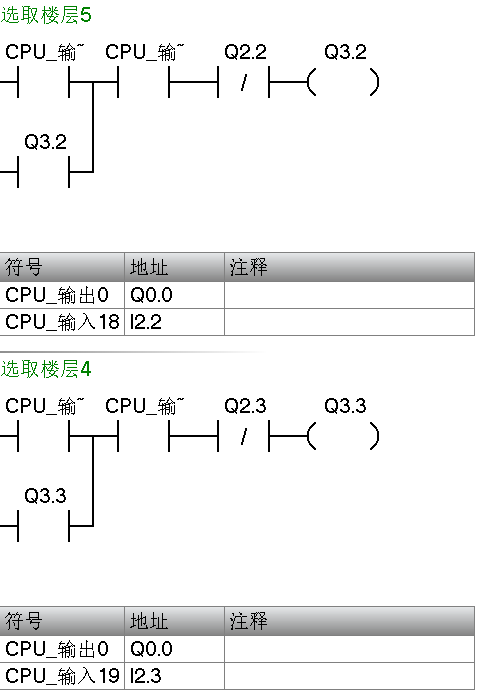 选取楼层5
CPU_输~ CPU_输~ Q2.2 Q3.2
/
Q3.2
符号 地址 注释
CPU_输出0 Q0.0
CPU_输入18 I2.2
选取楼层4
CPU_输~ CPU_输~ Q2.3 Q3.3
/
Q3.3
符号 地址 注释
CPU_输出0 Q0.0
CPU_输入19 I2.3